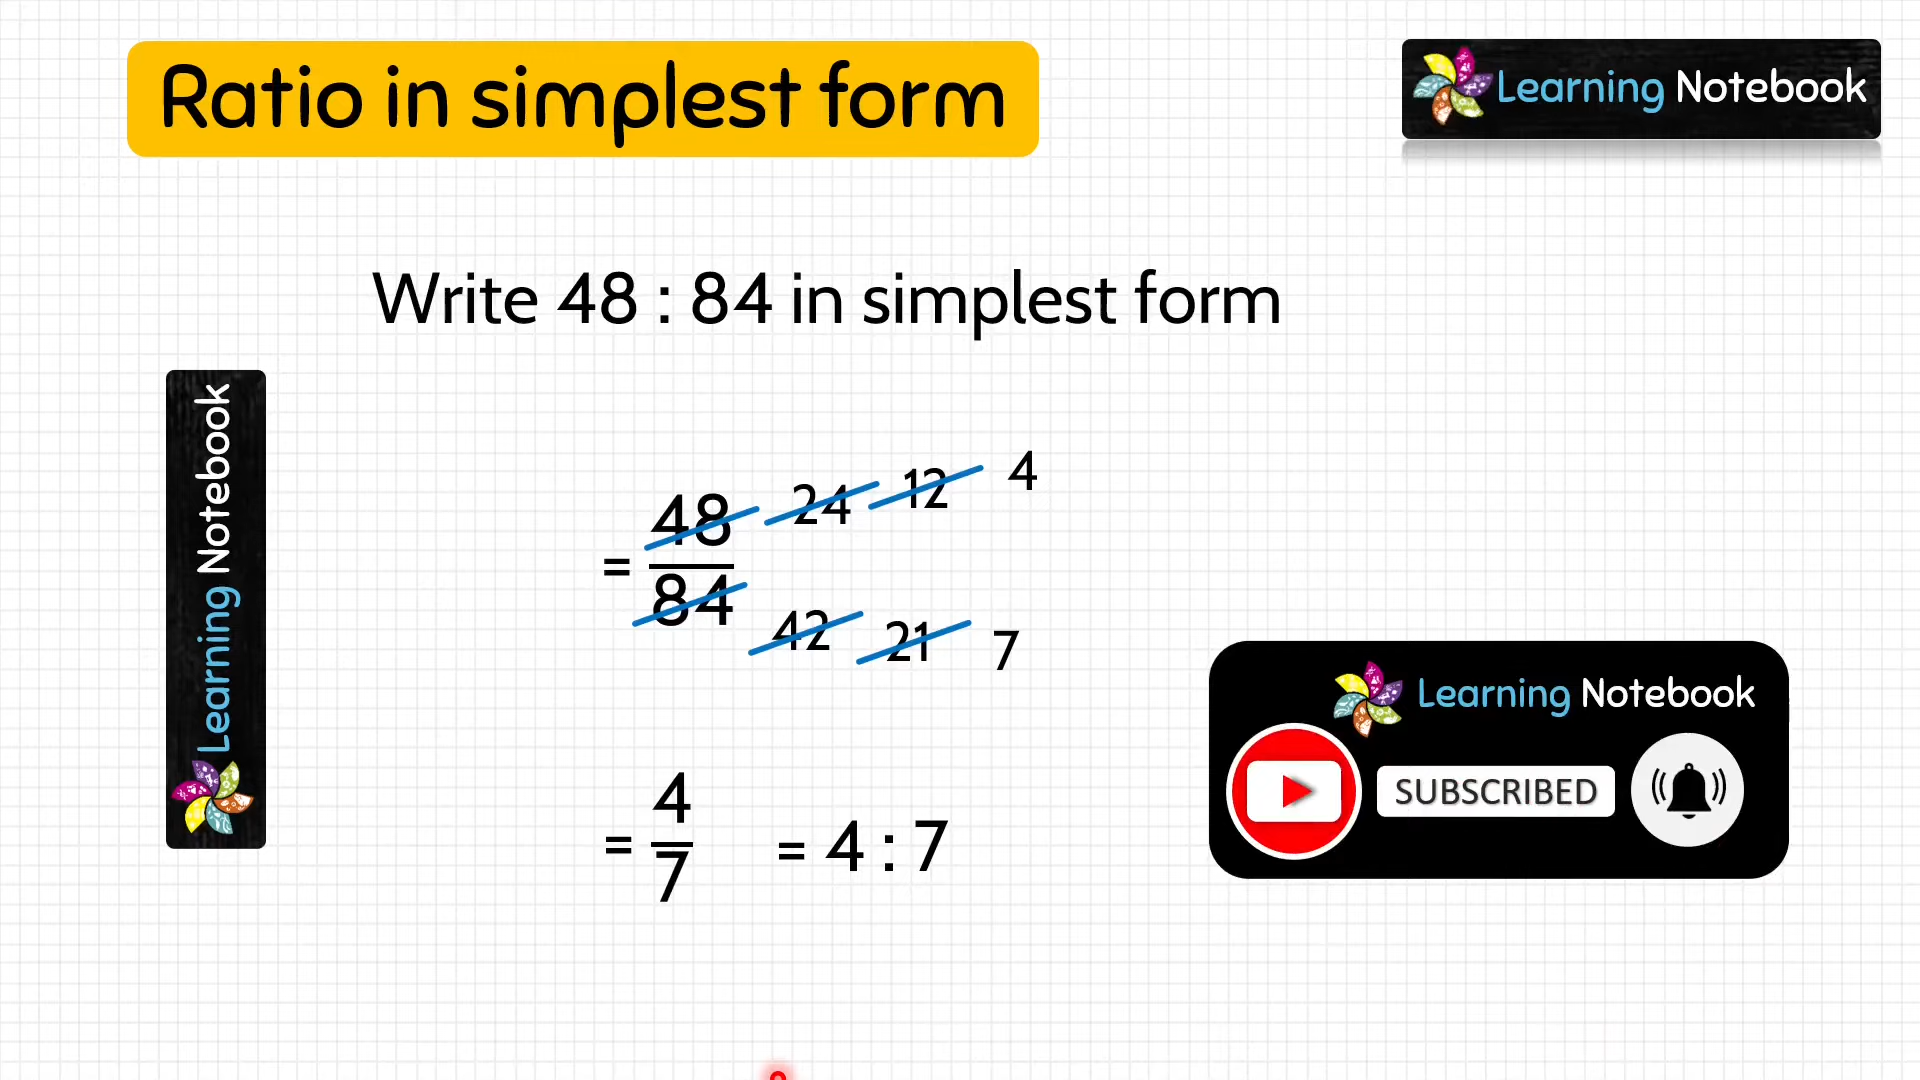 Ratio in simplest form
Learning Notebook
Write 48 : 84 in simplest form
Learning Notebook
48 24 12 4
=
84 42 21 7
Learning Notebook
SUBSCRIBED
4
= = 4 : 7
7